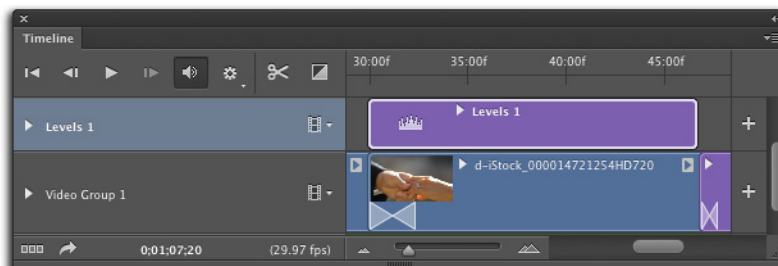 Timeline
30:00f 35:00f 40:00f 45:00f
Levels 1
Levels 1
d-iStock_000014721254HD720
Video Group 1
0;01;07;20 (29.97 fps)